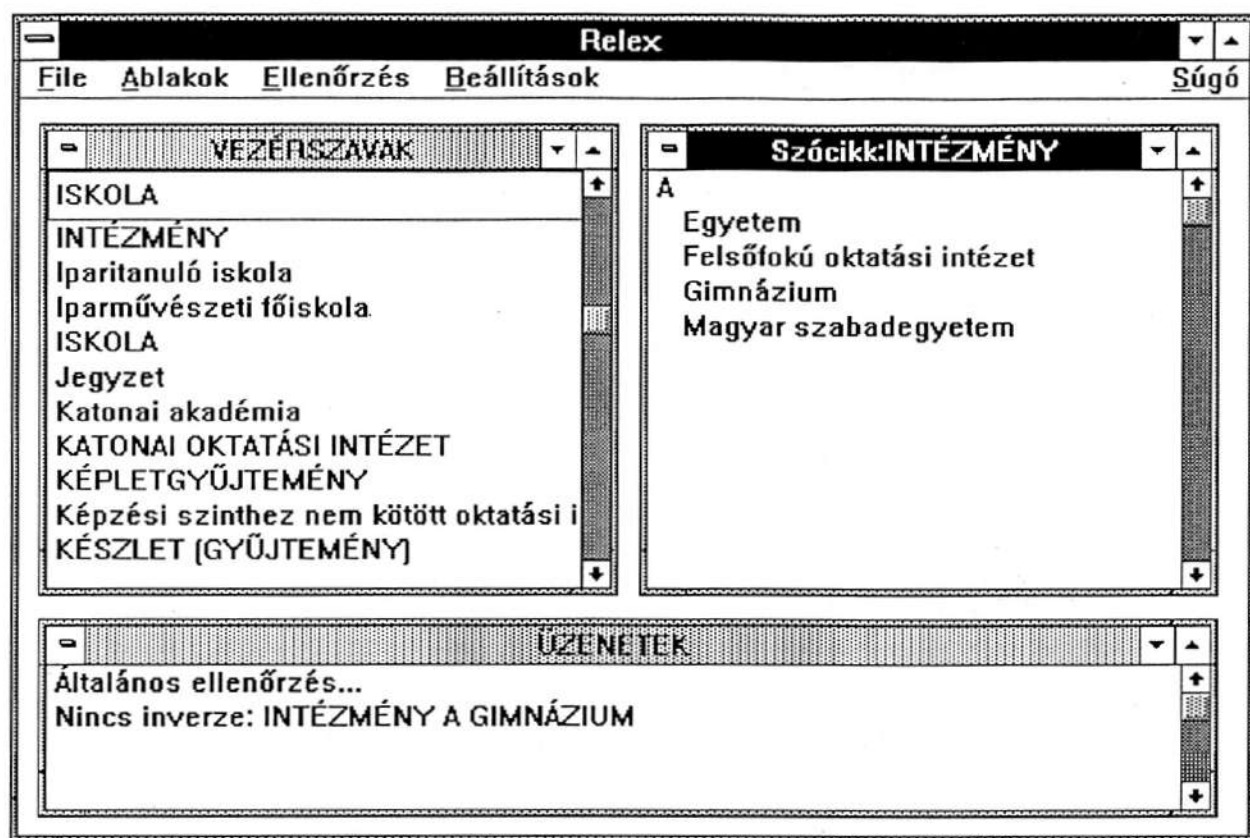 Relex
File Ablakok Ellenőrzés Beállítások Súgó
VEZÉRSZAVAK
ISKOLA
INTÉZMÉNY
Iparitanuló iskola
Iparművészeti főiskola
ISKOLA
Jegyzet
Katonai akadémia
KATONAI OKTATÁSI INTÉZET
KÉPLETGYŰJTEMÉNY
Képzési szinthez nem kötött oktatási i
KÉSZLET (GYŰJTEMÉNY)
Szócikk:INTÉZMÉNY
A
Egyetem
Felsőfokú oktatási intézet
Gimnázium
Magyar szabadegyetem
ÜZENETEK
Általános ellenőrzés...
Nincs inverze: INTÉZMÉNY A GIMNÁZIUM